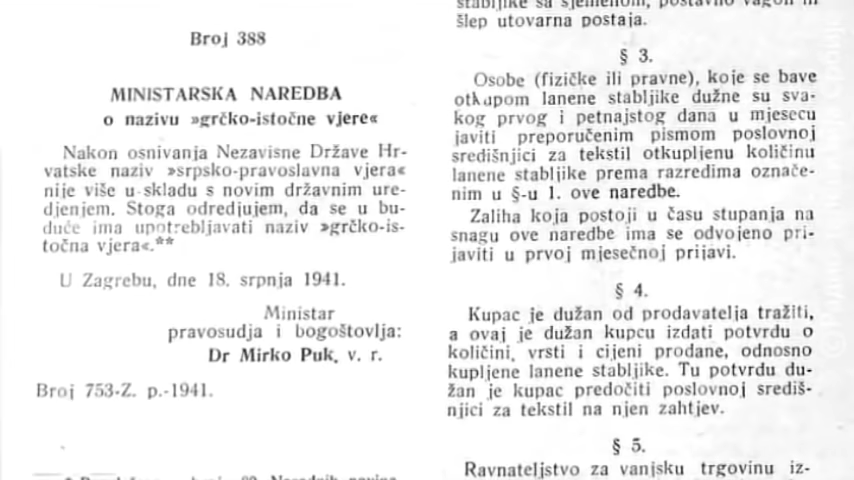 Broj 388
MINISTARSKA NAREDBA
o nazivu »grčko-istočne vjere«
Nakon osnivanja Nezavisne Države Hr-
vatske naziv »srpsko-pravoslavna vjera«
nije više u skladu s novim državnim ure-
djenjem. Stoga odredjujem, da se u bu-
duće ima upotrebljavati naziv »grčko-is-
točna vjera«.**
U Zagrebu, dne 18. srpnja 1941.
Ministar
pravosudja i bogoštovlja:
Dr Mirko Puk, v. r.
Broj 753-Z. p.-1941.
šlep utovarna postaja.
§ 3.
Osobe (fizičke ili pravne), koje se bave
otkupom lanene stabljike dužne su sva-
kog prvog i petnajstog dana u mjesecu
javiti preporučenim pismom poslovnoj
središnjici za tekstil otkupljenu količinu
lanene stabljike prema razredima označe-
nim u §-u 1. ove naredbe.
Zaliha koja postoji u času stupanja na
snagu ove naredbe ima se odvojeno pri-
javiti u prvoj mjesečnoj prijavi.
§ 4.
Kupac je dužan od prodavatelja tražiti,
a ovaj je dužan kupcu izdati potvrdu o
količini, vrsti i cijeni prodane, odnosno
kupljene lanene stabljike. Tu potvrdu du-
žan je kupac predočiti poslovnoj središ-
njici za tekstil na njen zahtjev.
§ 5.
Ravnateljstvo za vanjsku trgovinu iz-